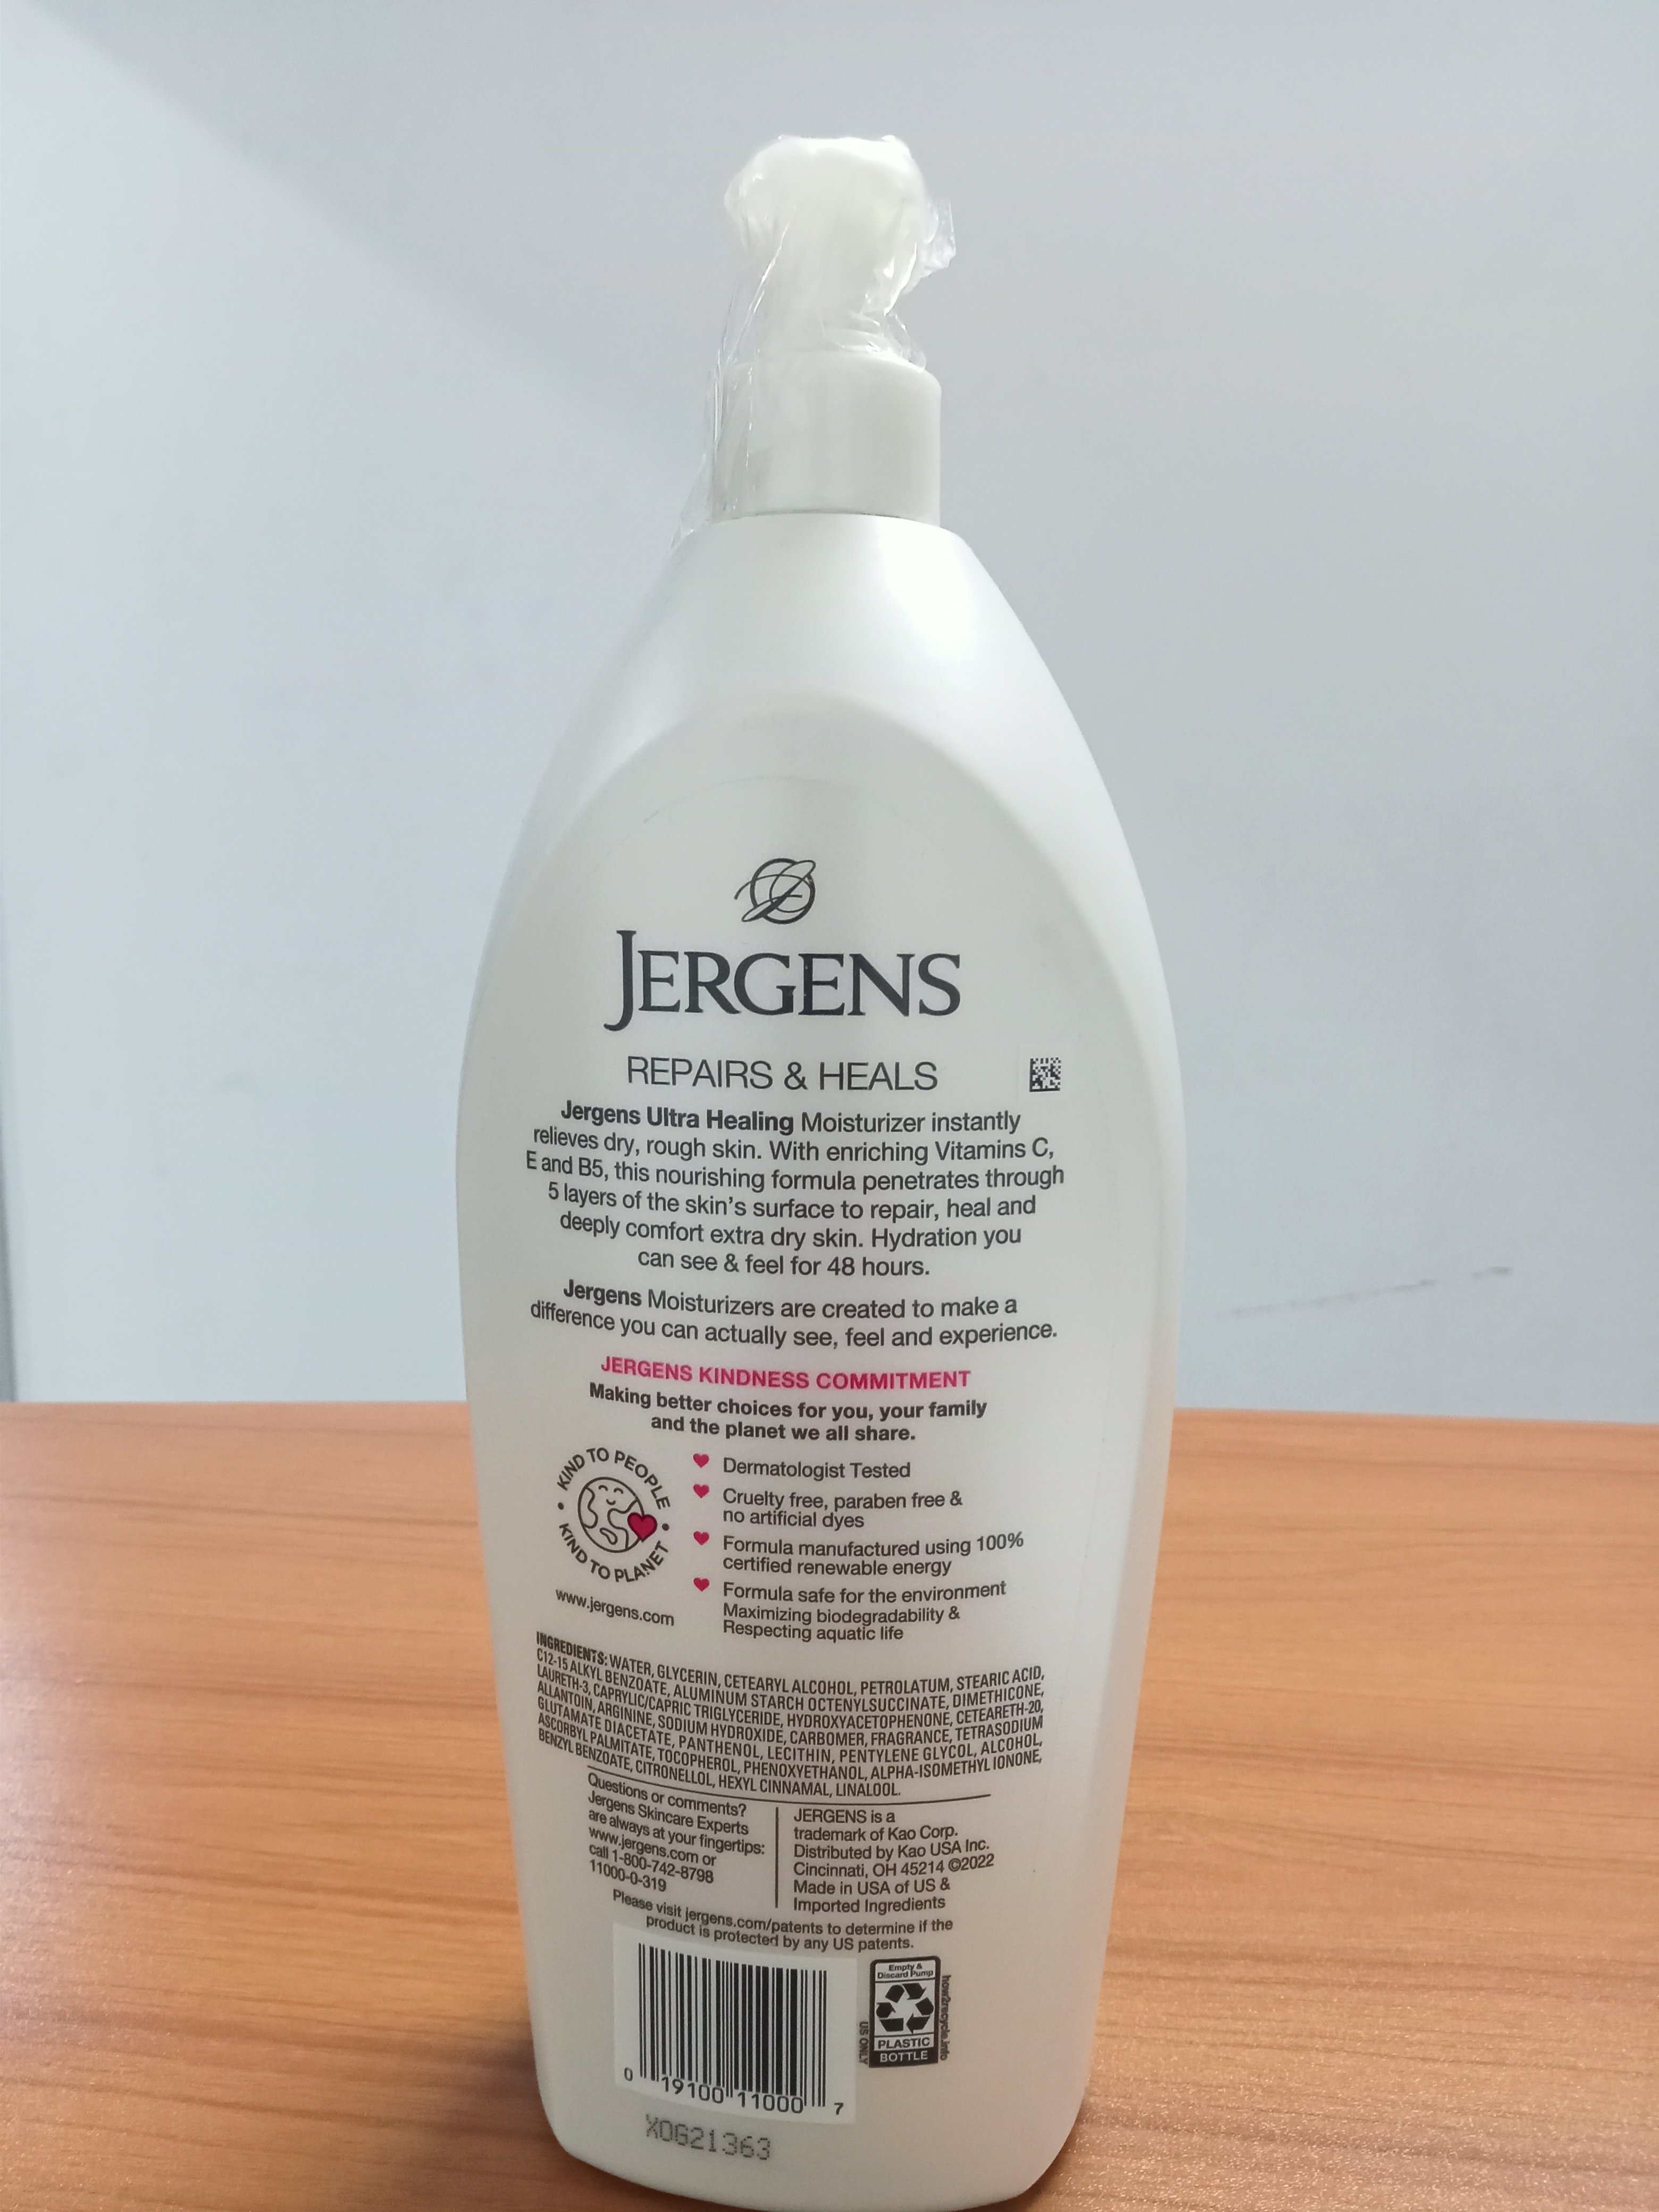 JERGENS
REPAIRS & HEALS
Jergens Ultra Healing Moisturizer instantly
relieves dry, rough skin. With enriching Vitamins C,
E and B5, this nourishing formula penetrates through
5 layers of the skin's surface to repair, heal and
deeply comfort extra dry skin. Hydration you
can see & feel for 48 hours.
Jergens Moisturizers are created to make a
difference you can actually see, feel and experience.
JERGENS KINDNESS COMMITMENT
Making better choices for you, your family
and the planet we all share.
KIND TO PEOPLE
KIND TO PLANET
www.jergens.com
Dermatologist Tested
Cruelty free, paraben free &
no artificial dyes
Formula manufactured using 100%
certified renewable energy
Formula safe for the environment
Maximizing biodegradability &
Respecting aquatic life
INGREDIENTS: WATER, GLYCERIN, CETEARYL ALCOHOL, PETROLATUM, STEARIC ACID,
C12-15 ALKYL BENZOATE, ALUMINUM STARCH OCTENYLSUCCINATE, DIMETHICONE,
LAURETH-3, CAPRYLIC/CAPRIC TRIGLYCERIDE, HYDROXYACETOPHENONE, CETEARETH-20,
ALLANTOIN, ARGININE, SODIUM HYDROXIDE, CARBOMER, FRAGRANCE, TETRASODIUM
GLUTAMATE DIACETATE, PANTHENOL, LECITHIN, PENTYLENE GLYCOL, ALCOHOL,
ASCORBYL PALMITATE, TOCOPHEROL, PHENOXYETHANOL, ALPHA-ISOMETHYL IONONE,
BENZYL BENZOATE, CITRONELLOL, HEXYL CINNAMAL, LINALOOL.
Questions or comments?
Jergens Skincare Experts
are always at your fingertips:
www.jergens.com or
call 1-800-742-8798
11000-0-319
JERGENS is a
trademark of Kao Corp.
Distributed by Kao USA Inc.
Cincinnati, OH 45214 ©2022
Made in USA of US &
Imported Ingredients
Please visit jergens.com/patents to determine if the
product is protected by any US patents.
0 19100 11000 7
Empty &
Discard Pump
PLASTIC
BOTTLE
how2recycle.info
US ONLY
X0G21363